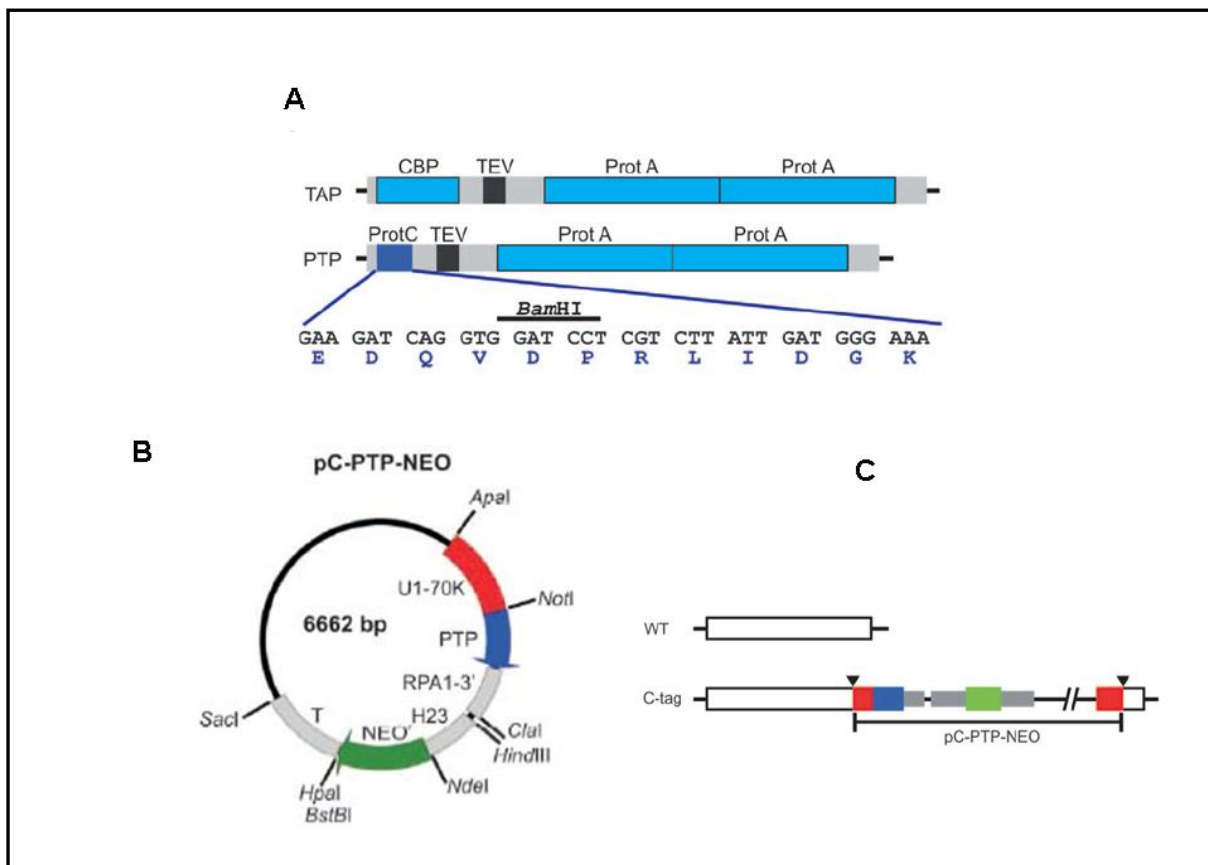 A
CBP TEV Prot A Prot A
TAP
ProtC TEV Prot A Prot A
PTP
BamHI
GAA GAT CAG GTG GAT CCT CGT CTT ATT GAT GGG AAA
E D Q V D P R L I D G K
B
pC-PTP-NEO
ApaI
U1-70K
NotI
6662 bp
PTP
RPA1-3'
SacI
T
NEO'
H23
ClaI
HindIII
HpaI
NdeI
BstBI
C
WT
C-tag
pC-PTP-NEO